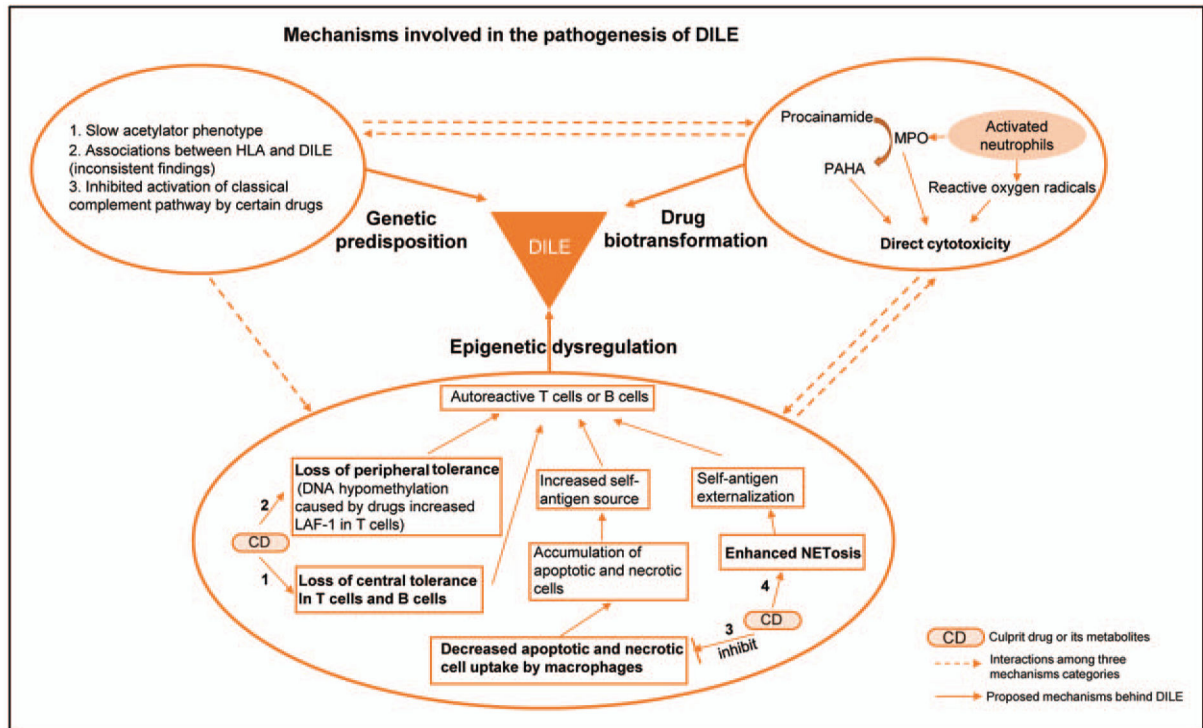 Mechanisms involved in the pathogenesis of DILE
1. Slow acetylator phenotype
2. Associations between HLA and DILE
(inconsistent findings)
3. Inhibited activation of classical
complement pathway by certain drugs
Procainamide
MPO
Activated
neutrophils
PAHA
Reactive oxygen radicals
Direct cytotoxicity
Genetic
predisposition
DILE
Drug
biotransformation
Epigenetic dysregulation
Autoreactive T cells or B cells
Loss of peripheral tolerance
(DNA hypomethylation
caused by drugs increased
LAF-1 in T cells)
2
CD
1
Loss of central tolerance
In T cells and B cells
Increased self-
antigen source
Accumulation of
apoptotic and necrotic
cells
Decreased apoptotic and necrotic
cell uptake by macrophages
Self-antigen
externalization
Enhanced NETosis
4
CD
3
inhibit
CD
Culprit drug or its metabolites
Interactions among three
mechanisms categories
Proposed mechanisms behind DILE